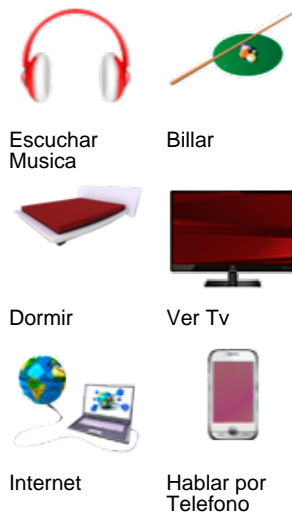 Escuchar
Musica
Billar
Dormir
Ver Tv
Internet
Hablar por
Telefono